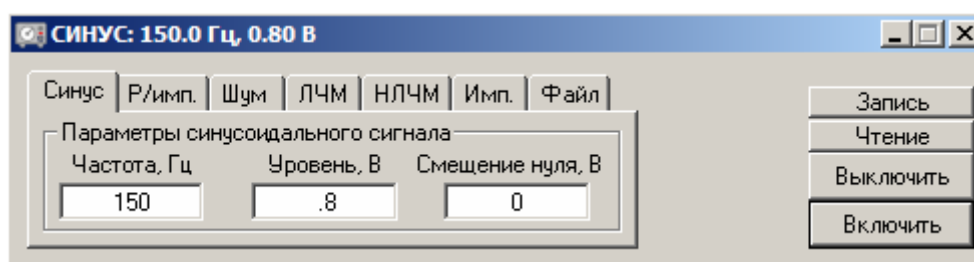 СИНУС: 150.0 Гц, 0.80 В
Синус Р/имп. Шум ЛЧМ НЛЧМ Имп. Файл
Параметры синусоидального сигнала
Частота, Гц Уровень, В Смещение нуля, В
150 .8 0
Запись
Чтение
Выключить
Включить